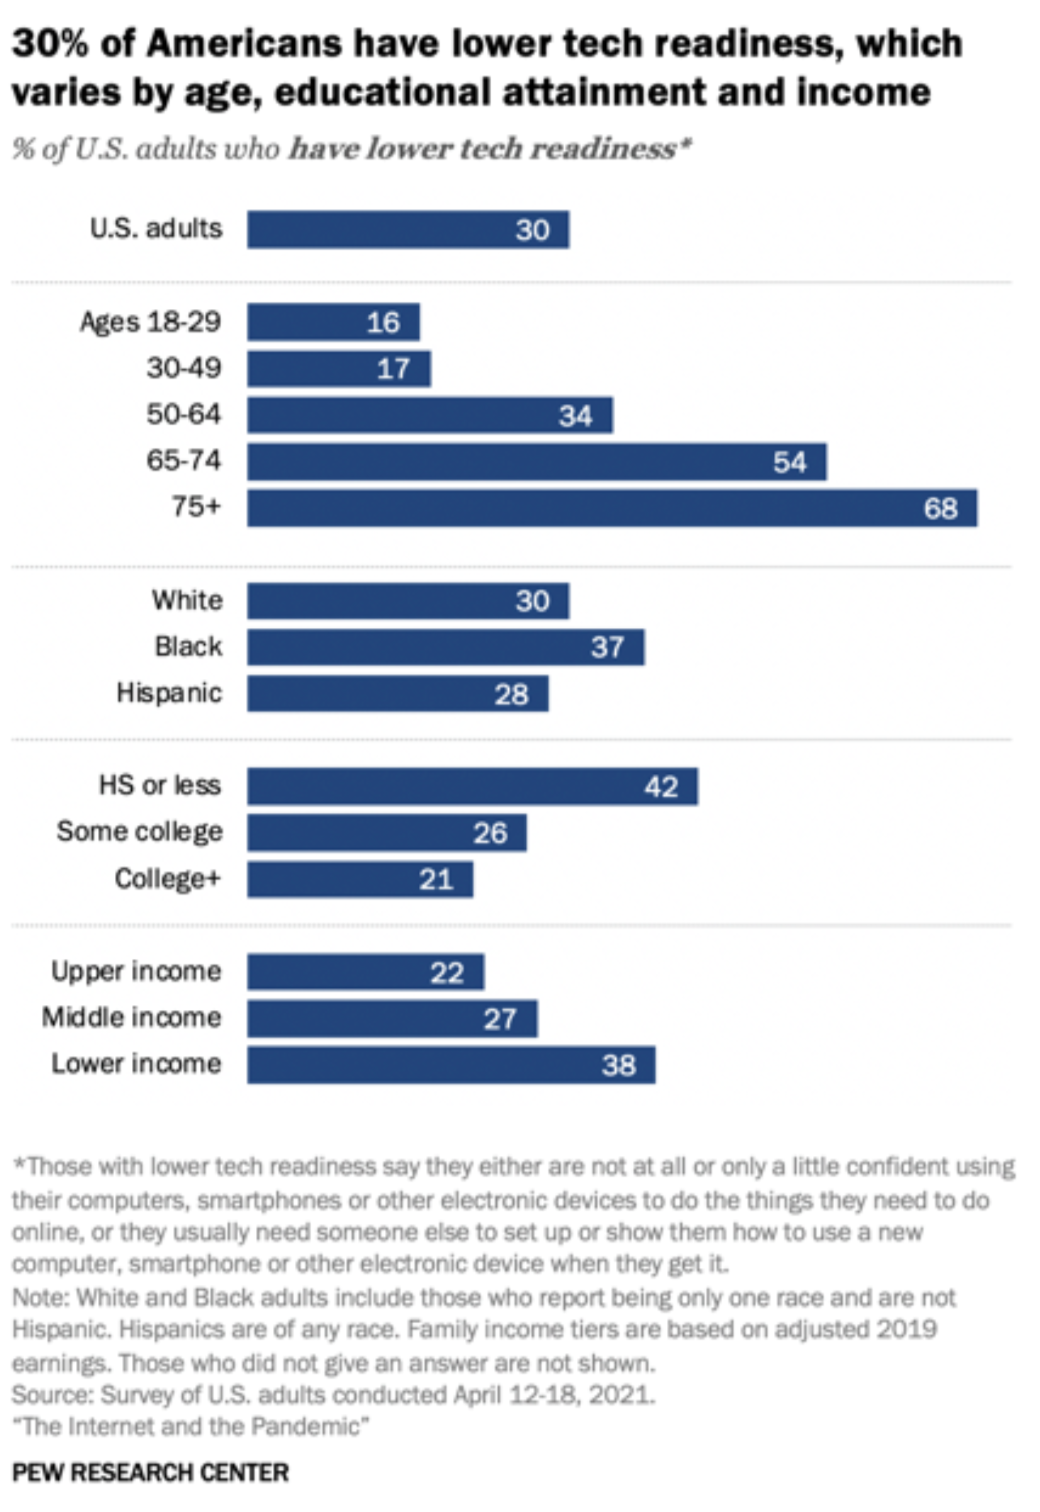 30% of Americans have lower tech readiness, which
varies by age, educational attainment and income
% of U.S. adults who have lower tech readiness*
U.S. adults 30
Ages 18-29 16
30-49 17
50-64 34
65-74 54
75+ 68
White 30
Black 37
Hispanic 28
HS or less 42
Some college 26
College+ 21
Upper income 22
Middle income 27
Lower income 38
*Those with lower tech readiness say they either are not at all or only a little confident using
their computers, smartphones or other electronic devices to do the things they need to do
online, or they usually need someone else to set up or show them how to use a new
computer, smartphone or other electronic device when they get it.
Note: White and Black adults include those who report being only one race and are not
Hispanic. Hispanics are of any race. Family income tiers are based on adjusted 2019
earnings. Those who did not give an answer are not shown.
Source: Survey of U.S. adults conducted April 12-18, 2021.
“The Internet and the Pandemic”
PEW RESEARCH CENTER